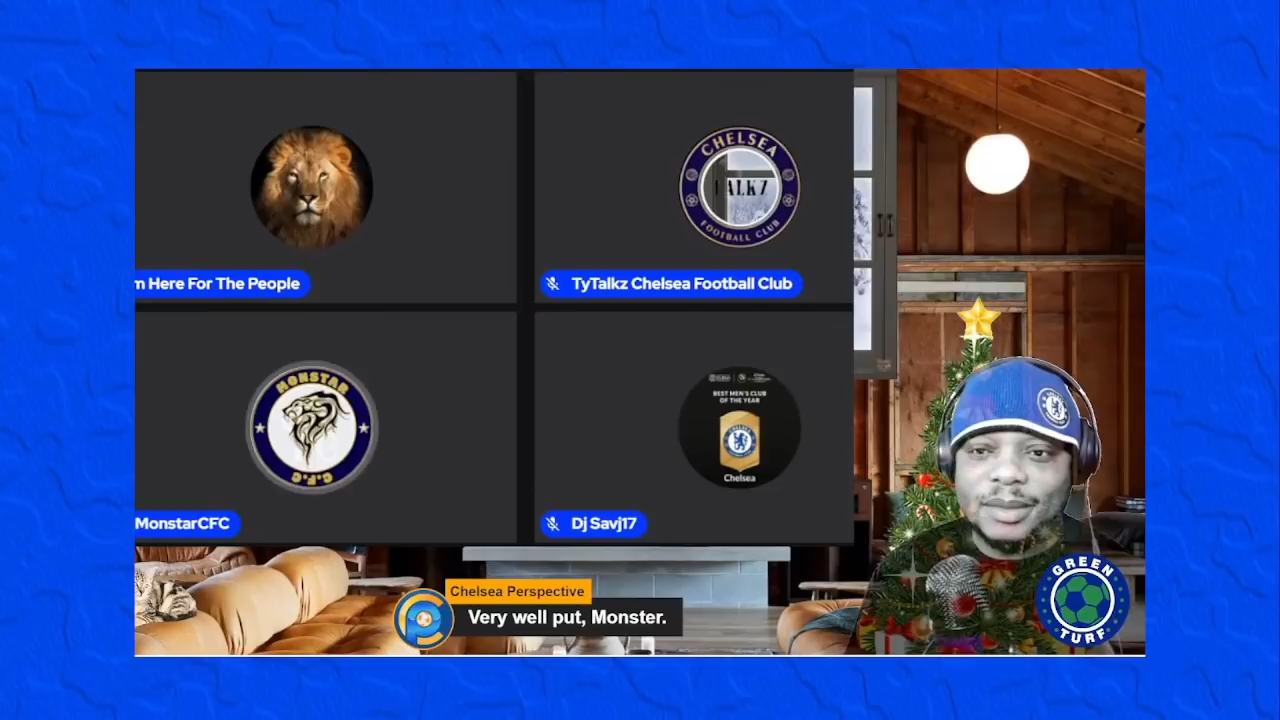 CHELSEA
TALKZ
FOOTBALL CLUB
m Here For The People
TyTalkz Chelsea Football Club
MONSTAR
C.F.C
BEST MEN'S CLUB
OF THE YEAR
Chelsea
MonstarCFC
Dj Savj17
Chelsea Perspective
Very well put, Monster.
GREEN
TURF